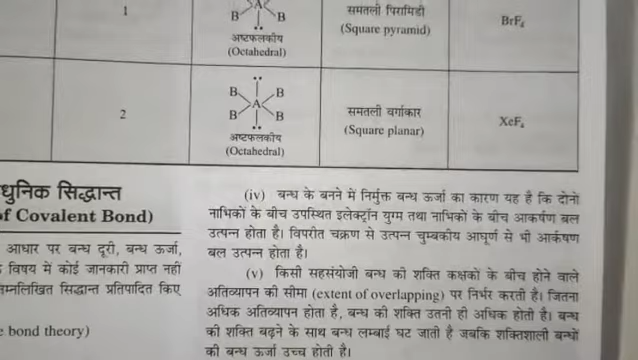 1
B
A
B
अष्टफलकीय
(Octahedral)
समतली पिरामिडी
(Square pyramid)
BrF₄
2
B
B
A
B
B
अष्टफलकीय
(Octahedral)
समतली वर्गाकार
(Square planar)
XeF₄
धुनिक सिद्धान्त
of Covalent Bond)
आधार पर बन्ध दूरी, बन्ध ऊर्जा,
विषय में कोई जानकारी प्राप्त नहीं
नम्नलिखित सिद्धान्त प्रतिपादित किए
e bond theory)
(iv) बन्ध के बनने में निर्मुक्त बन्ध ऊर्जा का कारण यह है कि दोनो
नाभिकों के बीच उपस्थित इलेक्ट्रॉन युग्म तथा नाभिकों के बीच आकर्षण बल
उत्पन्न होता है। विपरीत चक्रण से उत्पन्न चुम्बकीय आघूर्ण से भी आर्कषण
बल उत्पन्न होता है।
(v) किसी सहसंयोजी बन्ध की शक्ति कक्षकों के बीच होने वाले
अतिव्यापन की सीमा (extent of overlapping) पर निर्भर करती है। जितना
अधिक अतिव्यापन होता है, बन्ध की शक्ति उतनी ही अधिक होती है। बन्ध
की शक्ति बढ़ने के साथ बन्ध लम्बाई घट जाती है जबकि शक्तिशाली बन्धों
की बन्ध ऊर्जा उच्च होती है।